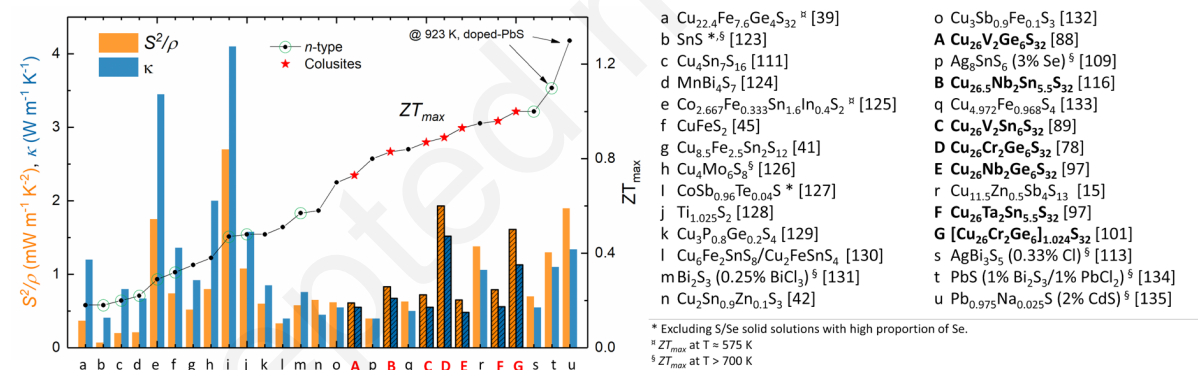 S²/ρ (mW m⁻¹ K⁻²), κ (W m⁻¹ K⁻¹)
4
3
2
1
0
S²/ρ
κ
n-type
Colusites
@ 923 K, doped-PbS
ZTmax
1.2
0.8
0.4
0.0
ZTmax
a b c d e f g h i j k l m n o A p B q C D E r F G s t u
a Cu22.4Fe7.6Ge4S32 ¤ [39]
b SnS *,§ [123]
c Cu4Sn7S16 [111]
d MnBi4S7 [124]
e Co2.667Fe0.333Sn1.6In0.4S2 ¤ [125]
f CuFeS2 [45]
g Cu8.5Fe2.5Sn2S12 [41]
h Cu4Mo6S8 § [126]
I CoSb0.96Te0.04S * [127]
j Ti1.025S2 [128]
k Cu3P0.8Ge0.2S4 [129]
l Cu6Fe2SnS8/Cu2FeSnS4 [130]
m Bi2S3 (0.25% BiCl3) § [131]
n Cu2Sn0.9Zn0.1S3 [42]
o Cu3Sb0.9Fe0.1S3 [132]
A Cu26V2Ge6S32 [88]
p Ag8SnS6 (3% Se) § [109]
B Cu26.5Nb2Sn5.5S32 [116]
q Cu4.972Fe0.968S4 [133]
C Cu26V2Sn6S32 [89]
D Cu26Cr2Ge6S32 [78]
E Cu26Nb2Ge6S32 [97]
r Cu11.5Zn0.5Sb4S13 [15]
F Cu26Ta2Sn5.5S32 [97]
G [Cu26Cr2Ge6]1.024S32 [101]
s AgBi3S5 (0.33% Cl) § [113]
t PbS (1% Bi2S3/1% PbCl2) § [134]
u Pb0.975Na0.025S (2% CdS) § [135]
* Excluding S/Se solid solutions with high proportion of Se.
¤ ZTmax at T ≈ 575 K
§ ZTmax at T > 700 K